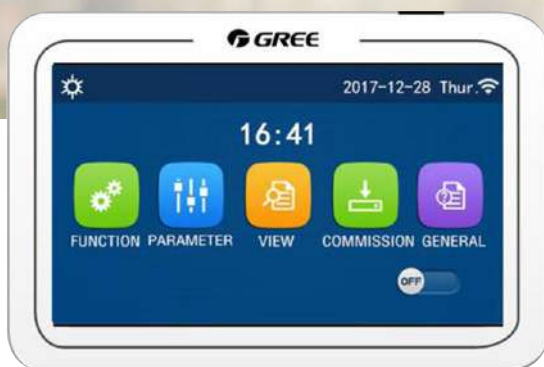 GREE
2017-12-28 Thur.
16:41
FUNCTION PARAMETER VIEW COMMISSION GENERAL
OFF